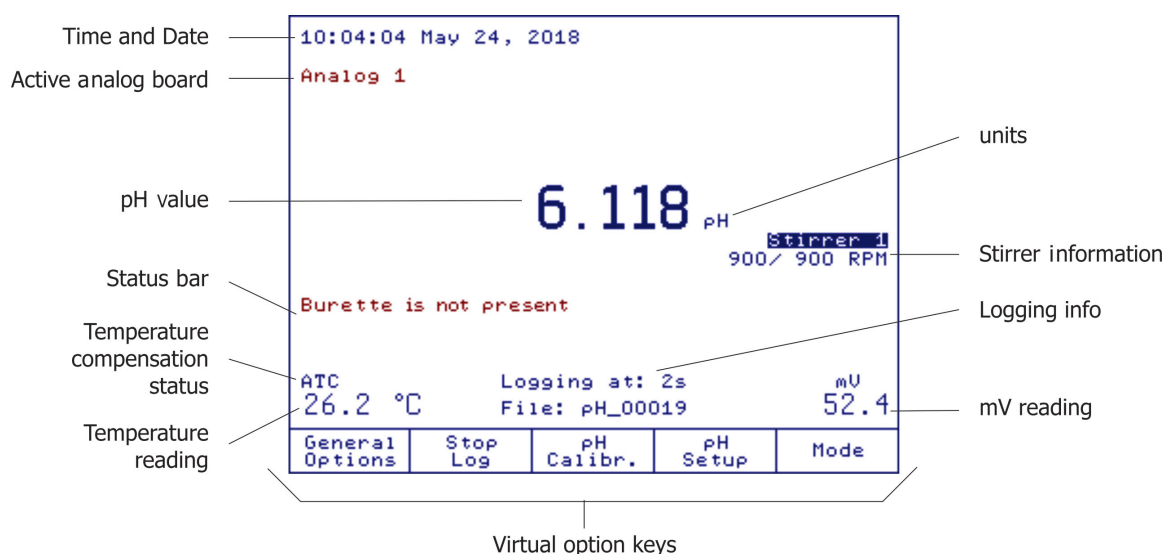 Time and Date
10:04:04 May 24, 2018
Active analog board
Analog 1
units
pH value
6.118 pH
Stirrer 1
900/ 900 RPM
Stirrer information
Status bar
Burette is not present
Logging info
Temperature
compensation
status
ATC
Logging at: 2s
mV
26.2 °C
File: pH_00019
52.4
mV reading
Temperature
reading
General
Options
Stop
Log
pH
Calibr.
pH
Setup
Mode
Virtual option keys